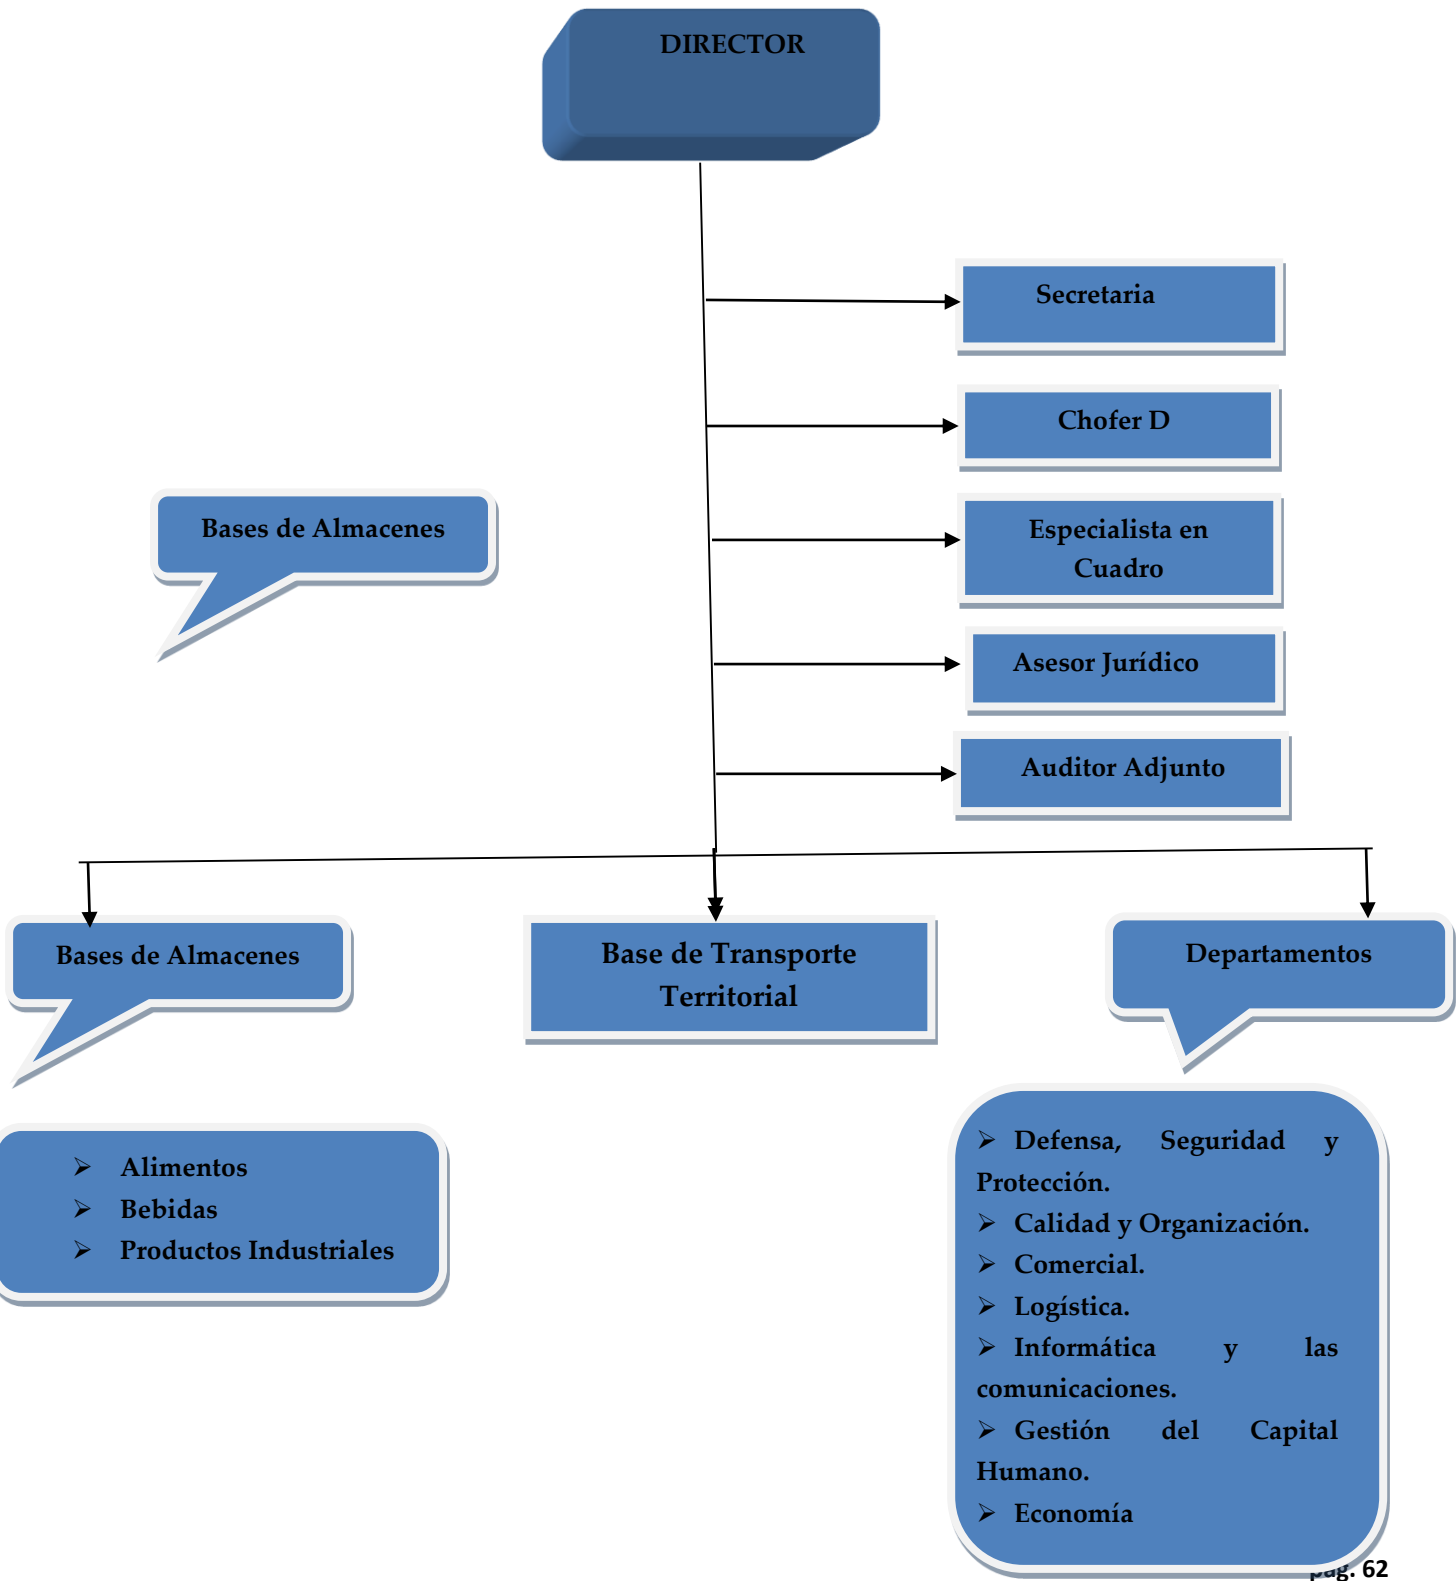 DIRECTOR
Secretaria
Chofer D
Bases de Almacenes
Especialista en
Cuadro
Asesor Jurídico
Auditor Adjunto
Bases de Almacenes
Base de Transporte
Territorial
Departamentos
➢ Alimentos
➢ Bebidas
➢ Productos Industriales
➢ Defensa, Seguridad y
Protección.
➢ Calidad y Organización.
➢ Comercial.
➢ Logística.
➢ Informática y las
comunicaciones.
➢ Gestión del Capital
Humano.
➢ Economía
pág. 62